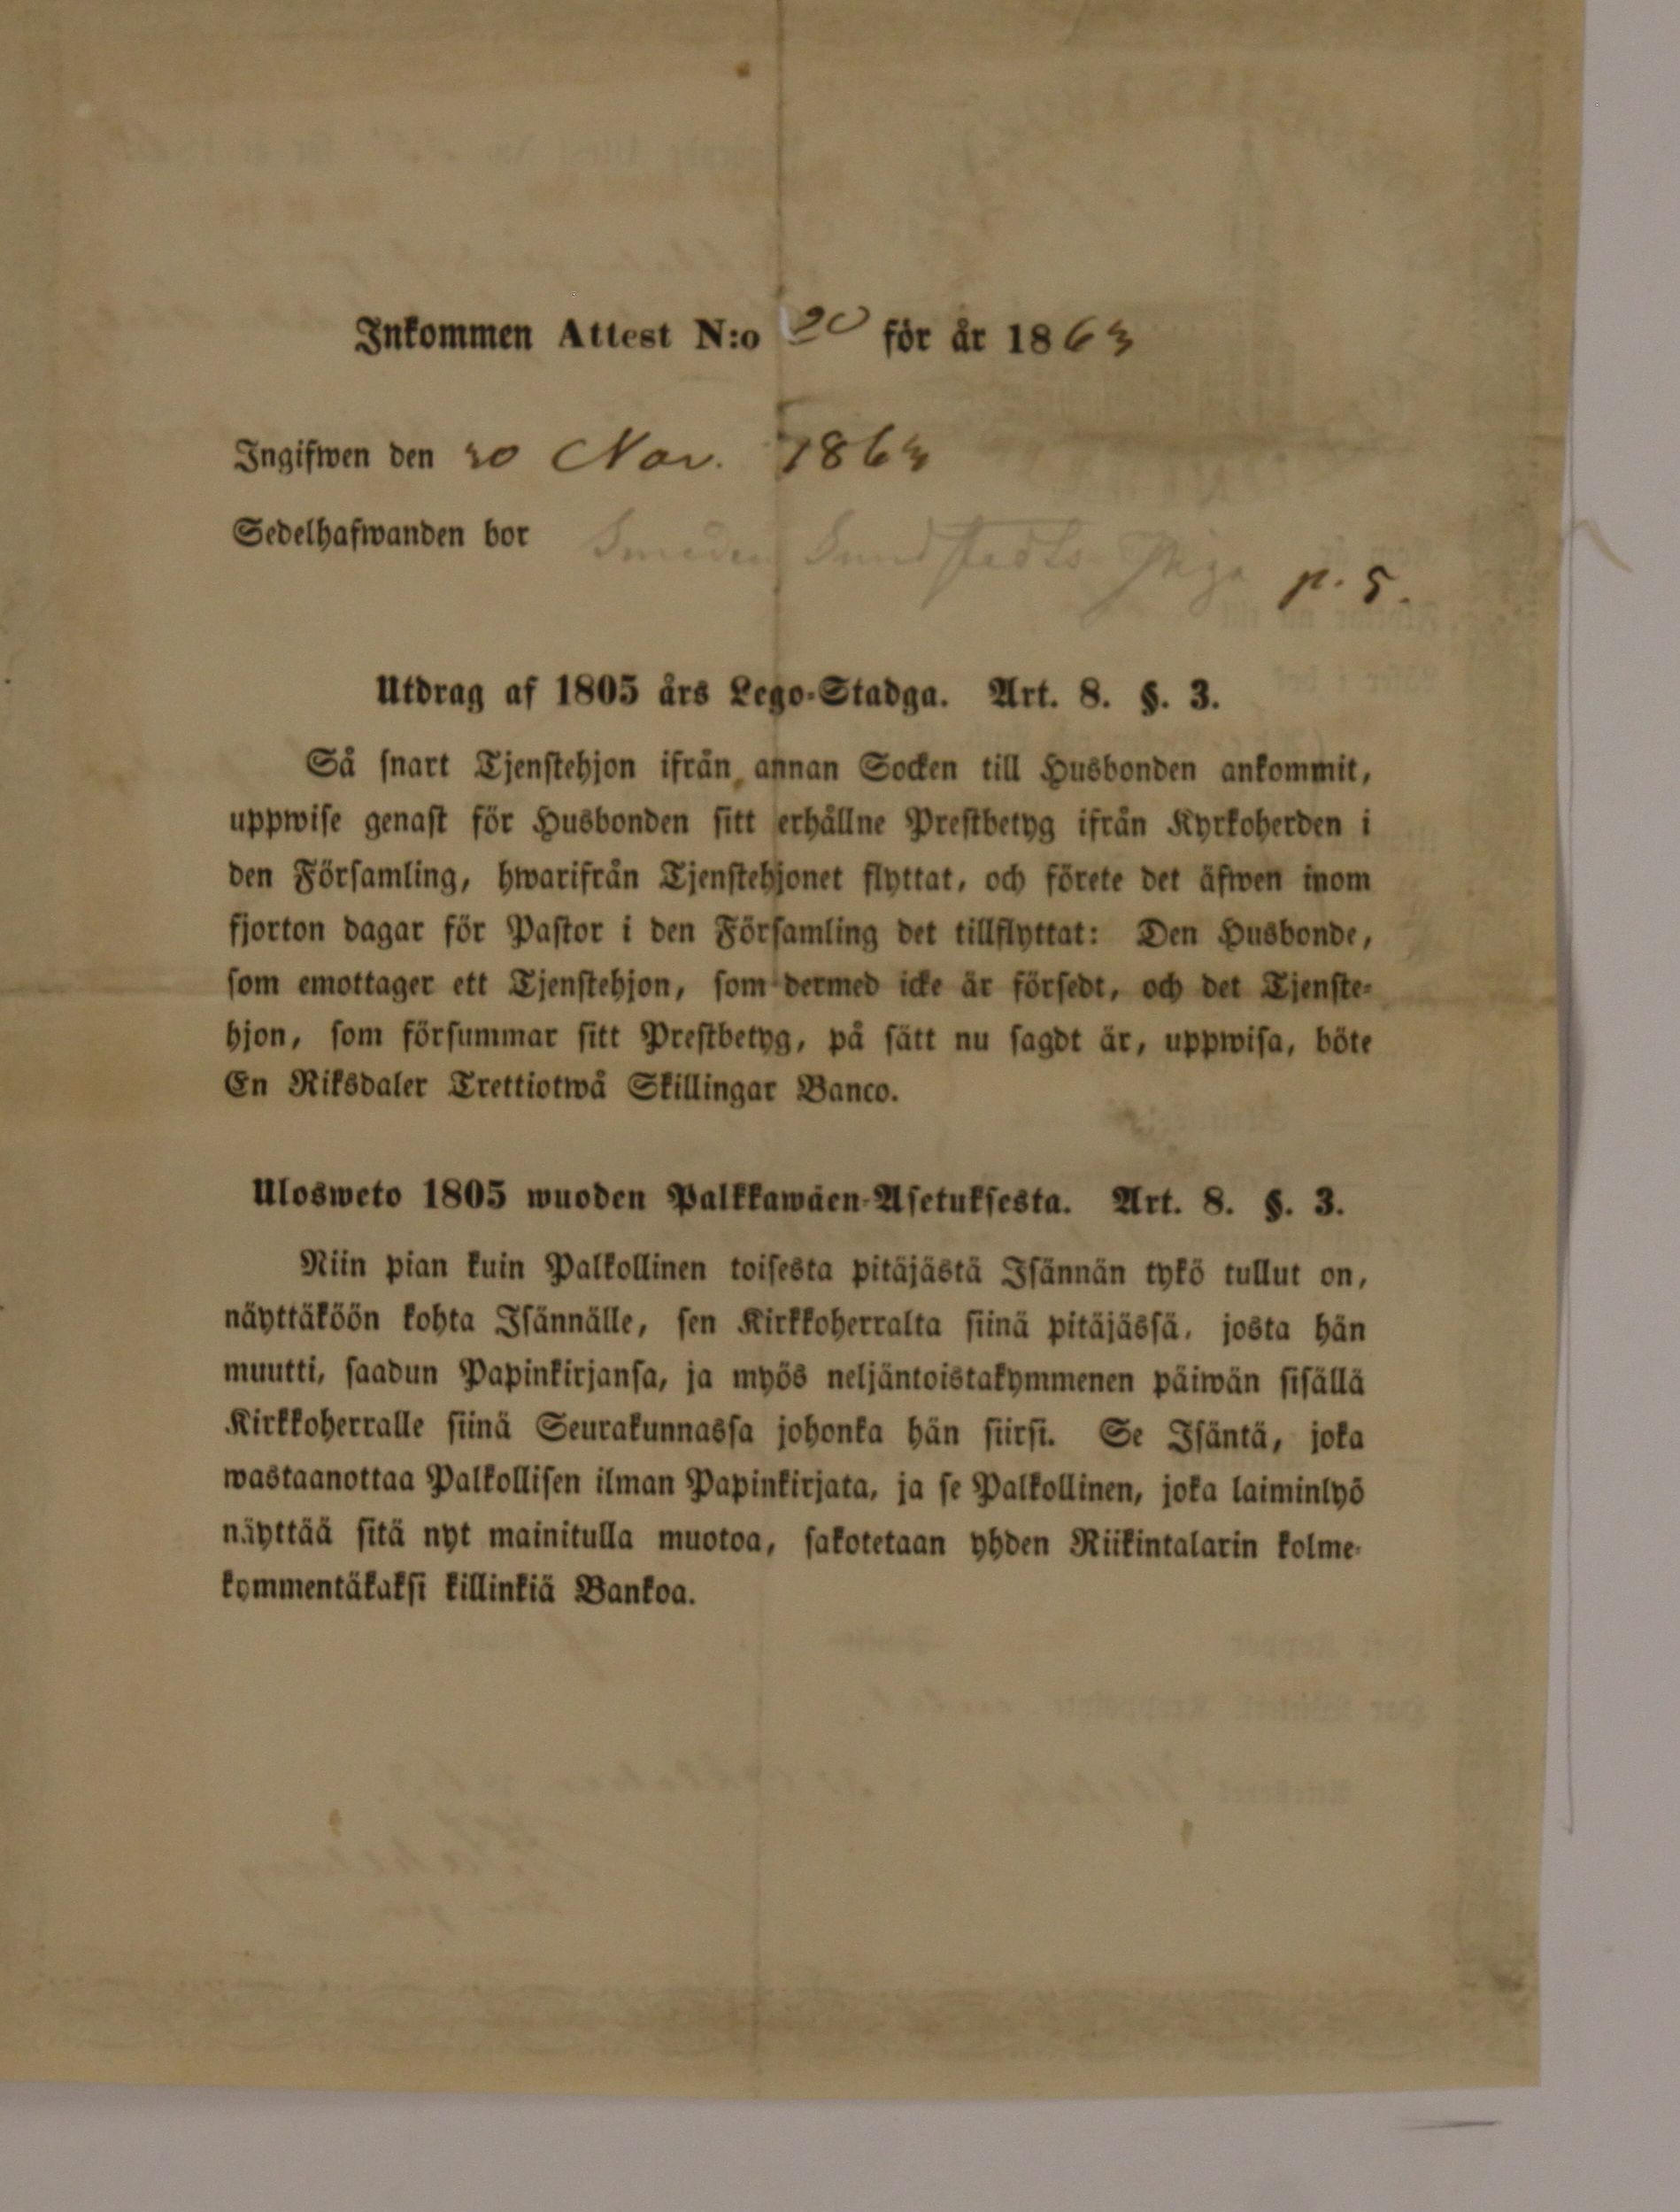 Inkommen Attest N:o 90 för år 1863
Ingifwen den 30 Nov. 1863
Sedelhafwanden bor Smeden Sundstedts Piga p. 5.
Utdrag af 1805 års Lego-Stadga. Art. 8. §. 3.
Så snart Tjenstehjon ifrån annan Socken till Husbonden ankommit,
uppwise genast för Husbonden sitt erhållne Prestbetyg ifrån Kyrkoherden i
den Församling, hwarifrån Tjenstehjonet flyttat, och förete det äfwen inom
fjorton dagar för Pastor i den Församling det tillflyttat: Den Husbonde,
som emottager ett Tjenstehjon, som dermed icke är försedt, och det Tjenste-
hjon, som försummar sitt Prestbetyg, på sätt nu sagdt är, uppwisa, böte
En Riksdaler Trettiotwå Skillingar Banco.
Ulosweto 1805 wuoden Palkkawäen-Asetuksesta. Art. 8. §. 3.
Niin pian kuin Palkollinen toisesta pitäjästä Isännän tykö tullut on,
näyttäköön kohta Isännälle, sen Kirkkoherralta siinä pitäjässä, josta hän
muutti, saadun Papinkirjansa, ja myös neljäntoistakymmenen päiwän sisällä
Kirkkoherralle siinä Seurakunnassa johonka hän siirsi. Se Isäntä, joka
wastaanottaa Palkollisen ilman Papinkirjata, ja se Palkollinen, joka laiminlyö
näyttää sitä nyt mainitulla muotoa, sakotetaan yhden Riikintalarin kolme-
kommentäkaksi killinkiä Bankoa.